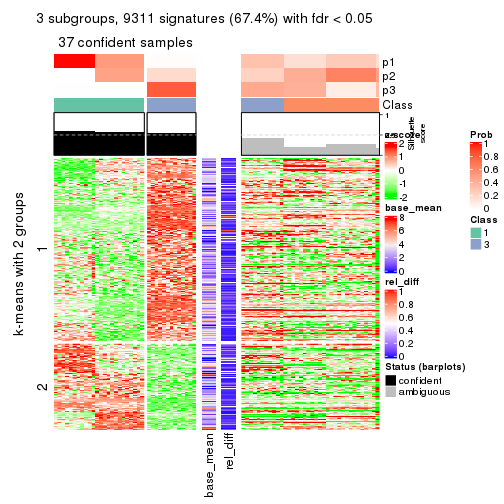 3 subgroups, 9311 signatures (67.4%) with fdr < 0.05
37 confident samples
p1
p2
p3
Class
1
Silhouette
score
k-means with 2 groups
1
2
base_mean
rel_diff
z-score
2
1
0
-1
-2
base_mean
8
6
4
2
0
rel_diff
1
0.8
0.6
0.4
0.2
0
Status (barplots)
confident
ambiguous
Prob
1
0.8
0.6
0.4
0.2
0
Class
1
3